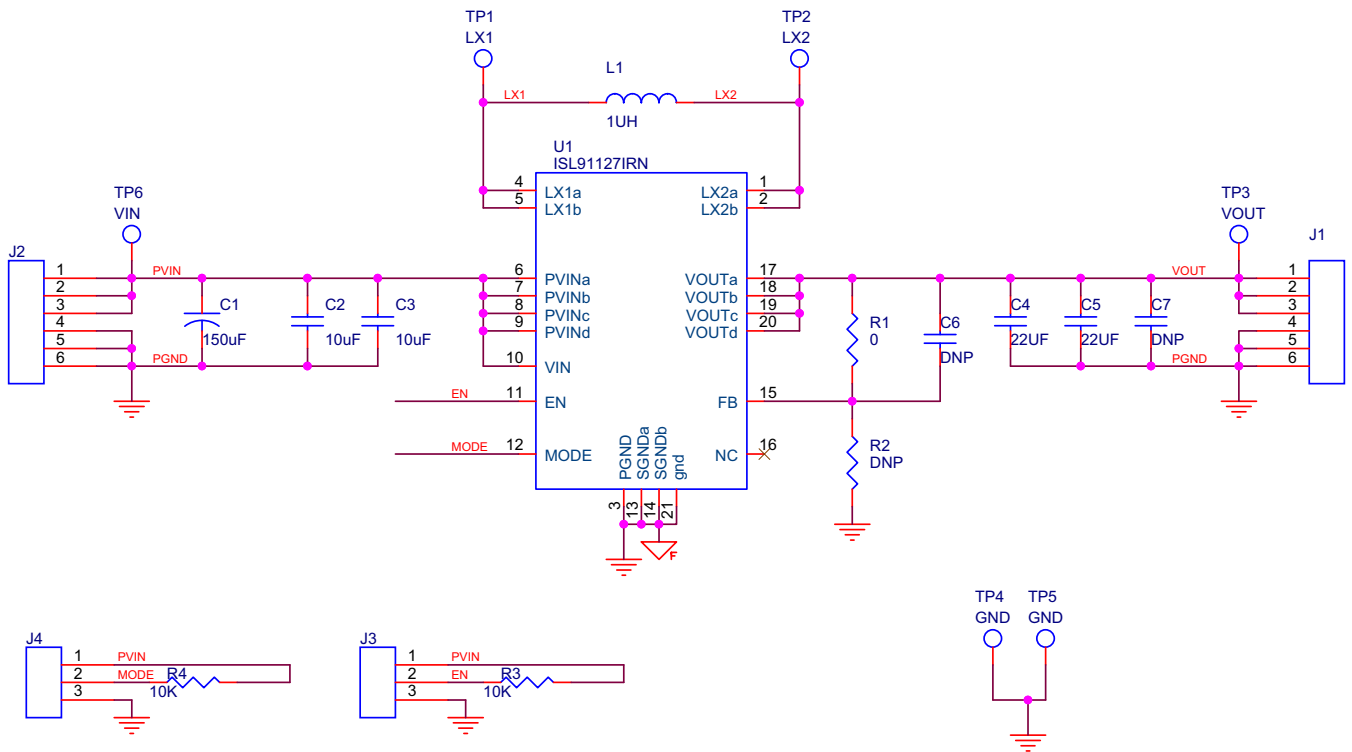 TP1
LX1
TP2
LX2
L1
LX1
LX2
1UH
U1
ISL91127IRN
4
LX1a
LX2a
1
5
LX1b
LX2b
2
TP6
VIN
TP3
VOUT
J2
J1
1
PVIN
6
PVINa
VOUTa
17
VOUT
1
2
7
PVINb
VOUTb
18
2
3
C1
C2
C3
8
PVINc
VOUTc
19
R1
C6
C4
C5
C7
3
4
150uF
10uF
10uF
9
PVINd
VOUTd
20
0
DNP
22UF
22UF
DNP
4
5
5
6
PGND
10
VIN
PGND
6
EN
11
EN
FB
15
MODE
12
MODE
NC
16
R2
DNP
PGND
SGNDa
SGNDb
gnd
3
13
14
21
F
TP4
GND
TP5
GND
J4
1
PVIN
2
MODE
R4
3
10K
J3
1
PVIN
2
EN
R3
3
10K